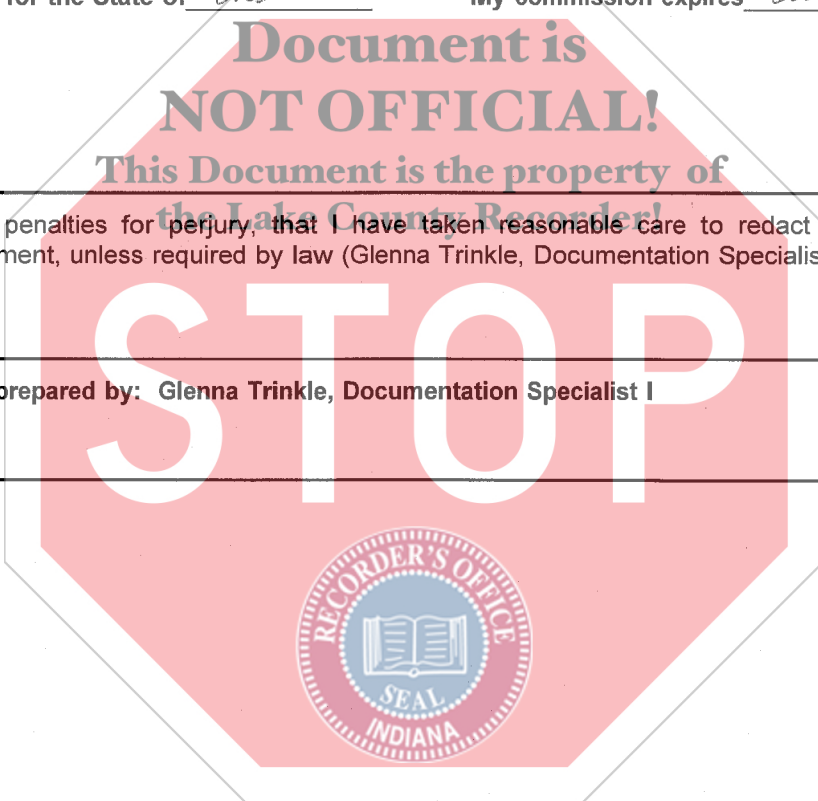 for the State of
My commission expires
Document is
NOT OFFICIAL!
This Document is the property of
the Lake County Recorder!
penalties for perjury, that I have taken reasonable care to redact
ment, unless required by law (Glenna Trinkle, Documentation Specialis
STOP
prepared by: Glenna Trinkle, Documentation Specialist I
RECORDER'S OFFICE
SEAL
INDIANA